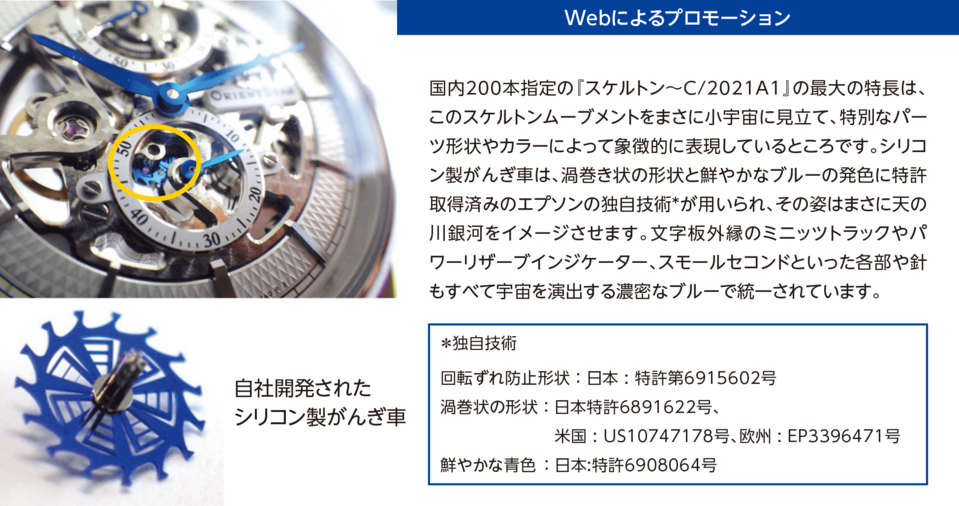 Webによるプロモーション
国内200本指定の『スケルトン～C/2021A1』の最大の特長は、
このスケルトンムーブメントをまさに小宇宙に見立て、特別なパー
ツ形状やカラーによって象徴的に表現しているところです。シリコ
ン製がんぎ車は、渦巻き状の形状と鮮やかなブルーの発色に特許
取得済みのエプソンの独自技術*が用いられ、その姿はまさに天の
川銀河をイメージさせます。文字板外縁のミニッツトラックやパ
ワーリザーブインジケーター、スモールセコンドといった各部や針
もすべて宇宙を演出する濃密なブルーで統一されています。
*独自技術
回転ずれ防止形状：日本：特許第6915602号
渦巻状の形状：日本特許6891622号、
米国：US10747178号、欧州：EP3396471号
鮮やかな青色：日本:特許6908064号
自社開発された
シリコン製がんぎ車
50
10
20
30
40